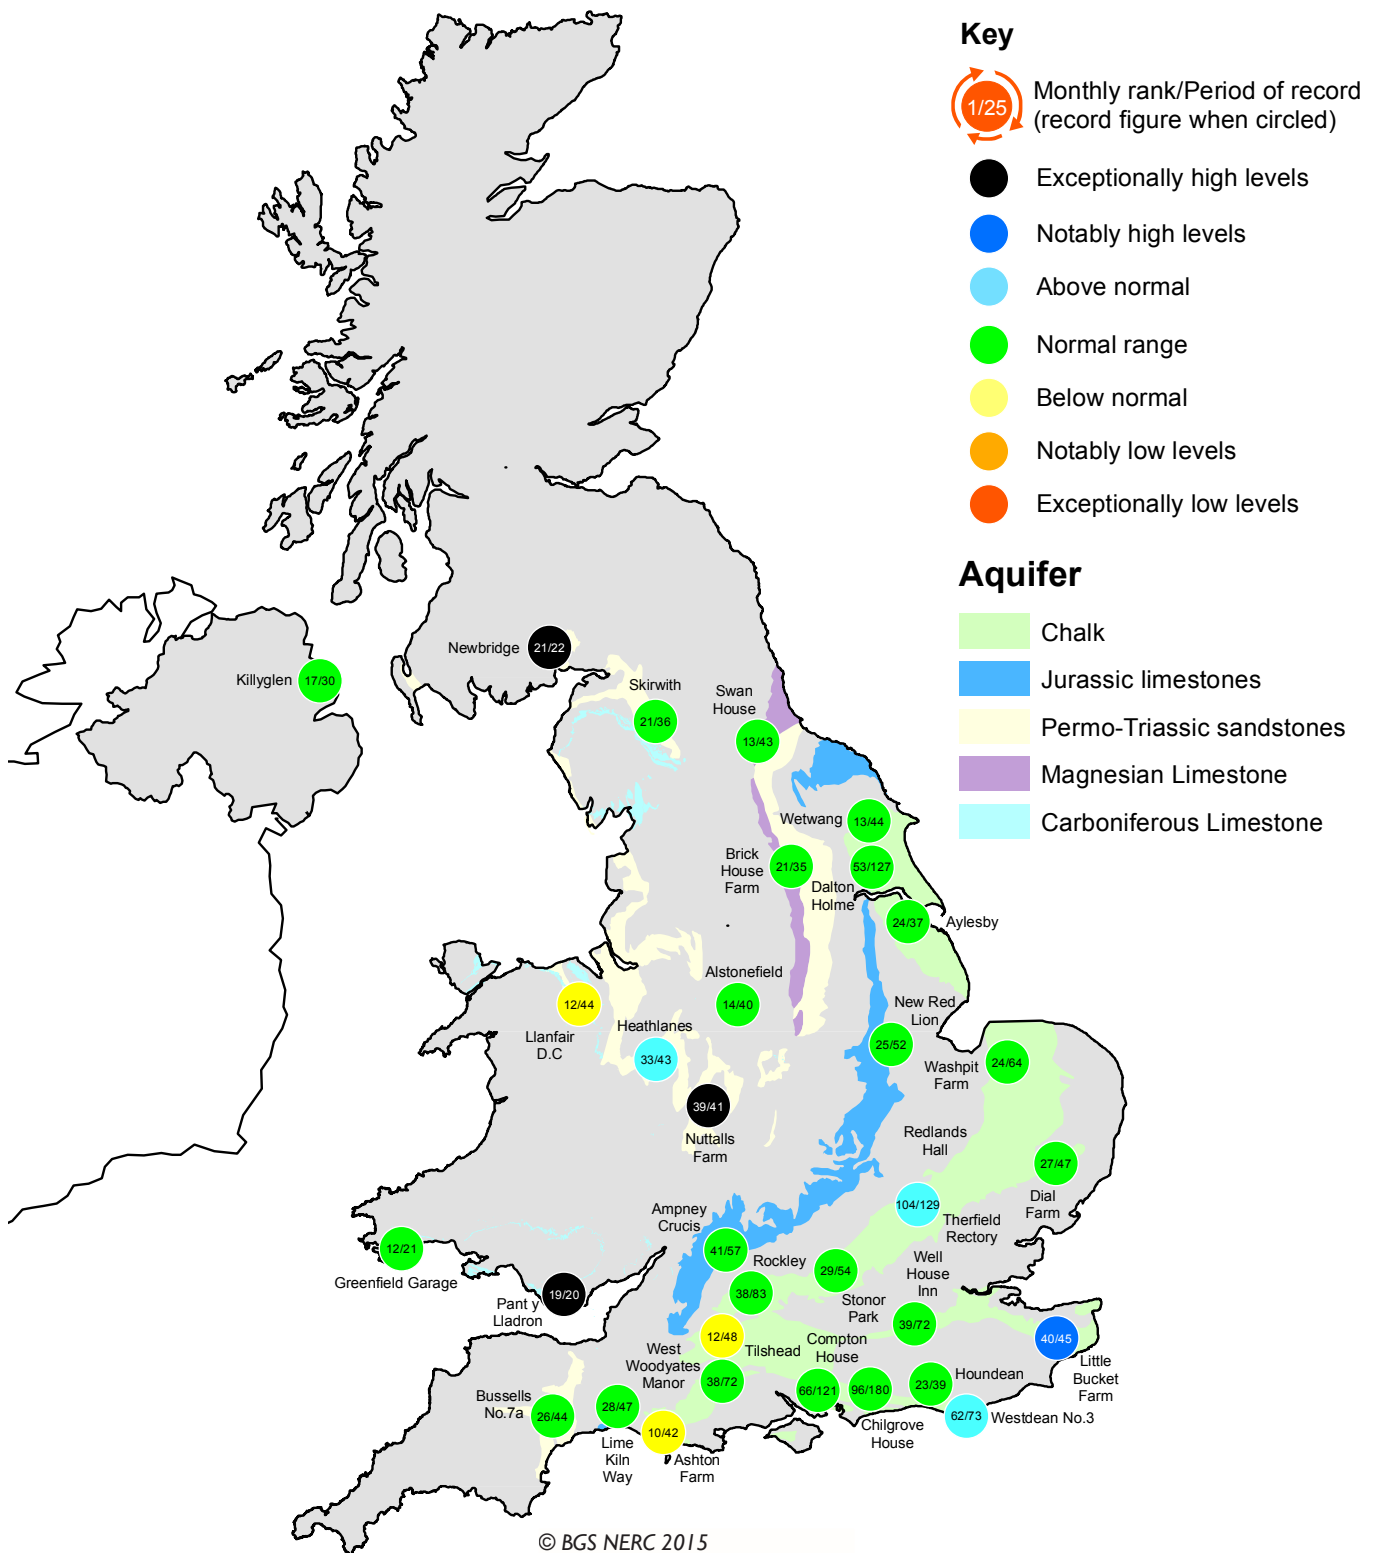 Key
1/25
Monthly rank/Period of record
(record figure when circled)
Exceptionally high levels
Notably high levels
Above normal
Normal range
Below normal
Notably low levels
Exceptionally low levels
Aquifer
Chalk
Jurassic limestones
Permo-Triassic sandstones
Magnesian Limestone
Carboniferous Limestone
Newbridge
21/22
Killyglen
17/30
Skirwith
21/36
Swan
House
13/43
Wetwang
13/44
Brick
House
Farm
21/35
53/127
Dalton
Holme
24/37
Aylesby
Alstonefield
14/40
12/44
Llanfair
D.C
Heathlanes
33/43
New Red
Lion
25/52
24/64
Washpit
Farm
39/41
Nuttalls
Farm
Redlands
Hall
27/47
Dial
Farm
104/129
Therfield
Rectory
Ampney
Crucis
41/57
12/21
Greenfield Garage
Rockley
38/83
29/54
Stonor
Park
Well
House
Inn
39/72
19/20
Pant y
Lladron
12/48
Tilshead
Compton
House
40/45
Little
Bucket
Farm
West
Woodyates
Manor
38/72
66/121
96/180
Chilgrove
House
23/39
Houndean
62/73
Westdean No.3
Bussells
No.7a
26/44
28/47
Lime
Kiln
Way
10/42
Ashton
Farm
© BGS NERC 2015